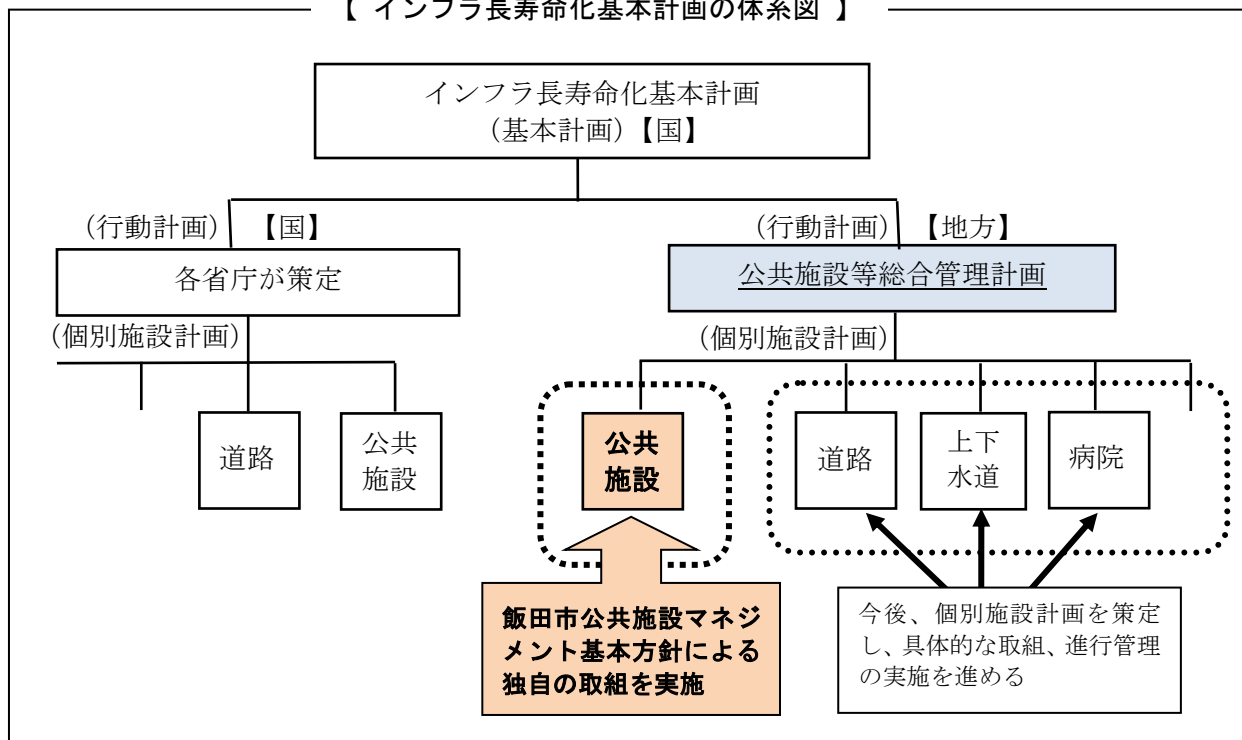 【 インフラ長寿命化基本計画の体系図 】
インフラ長寿命化基本計画
(基本計画)【国】
(行動計画) 【国】
(行動計画) 【地方】
各省庁が策定
公共施設等総合管理計画
(個別施設計画)
(個別施設計画)
道路
公共
施設
公共
施設
道路
上下
水道
病院
飯田市公共施設マネジ
メント基本方針による
独自の取組を実施
今後、個別施設計画を策定
し、具体的な取組、進行管理
の実施を進める